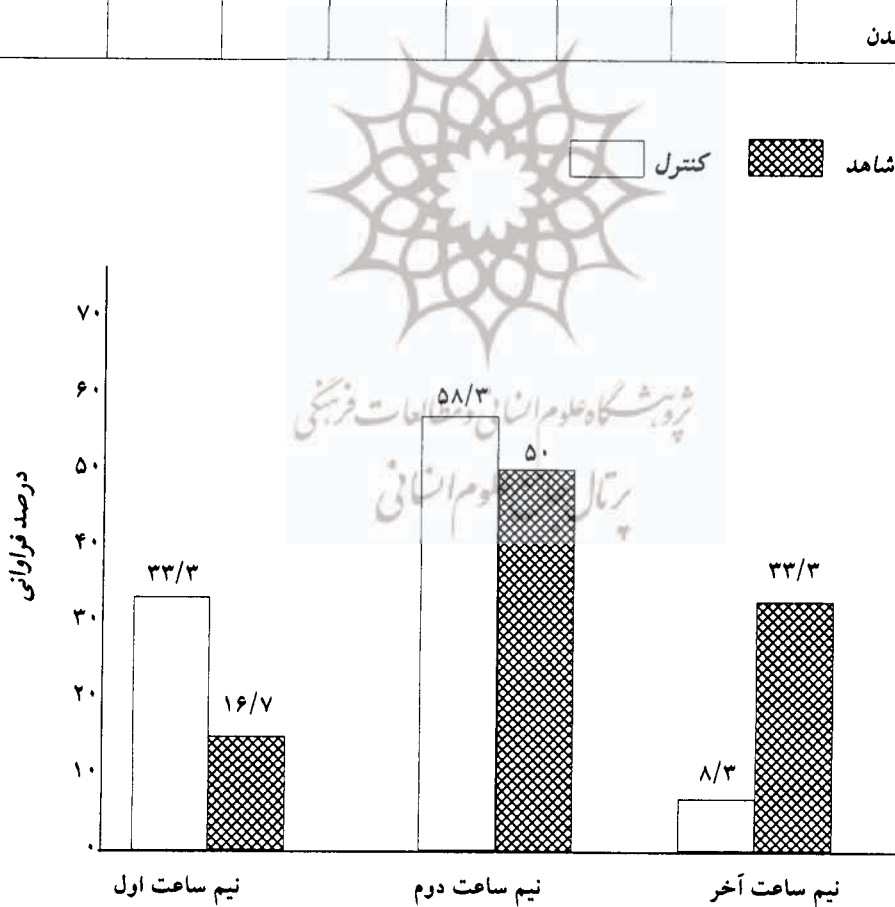 شاهد
کنترل
پژوهشگاه علوم انسانی و مطالعات فرهنگی
پرتال علوم انسانی
درصد فراوانی
۷۰
۶۰
۵۰
۴۰
۳۰
۲۰
۱۰
۰
۳۳/۳
۱۶/۷
۵۸/۳
۵۰
۸/۳
۳۳/۳
نیم ساعت اول
نیم ساعت دوم
نیم ساعت آخر